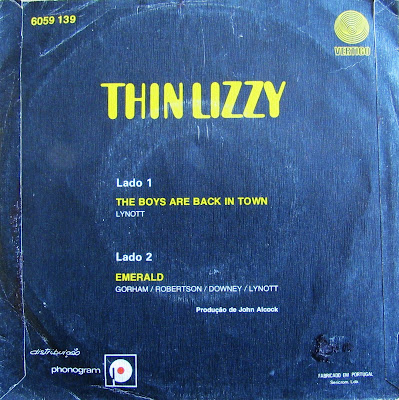 6059 139
VERTIGO
THIN LIZZY
Lado 1
THE BOYS ARE BACK IN TOWN
LYNOTT
Lado 2
EMERALD
GORHAM / ROBERTSON / DOWNEY / LYNOTT
Produção de John Alcock
distribuição
phonogram
FABRICADO EM PORTUGAL